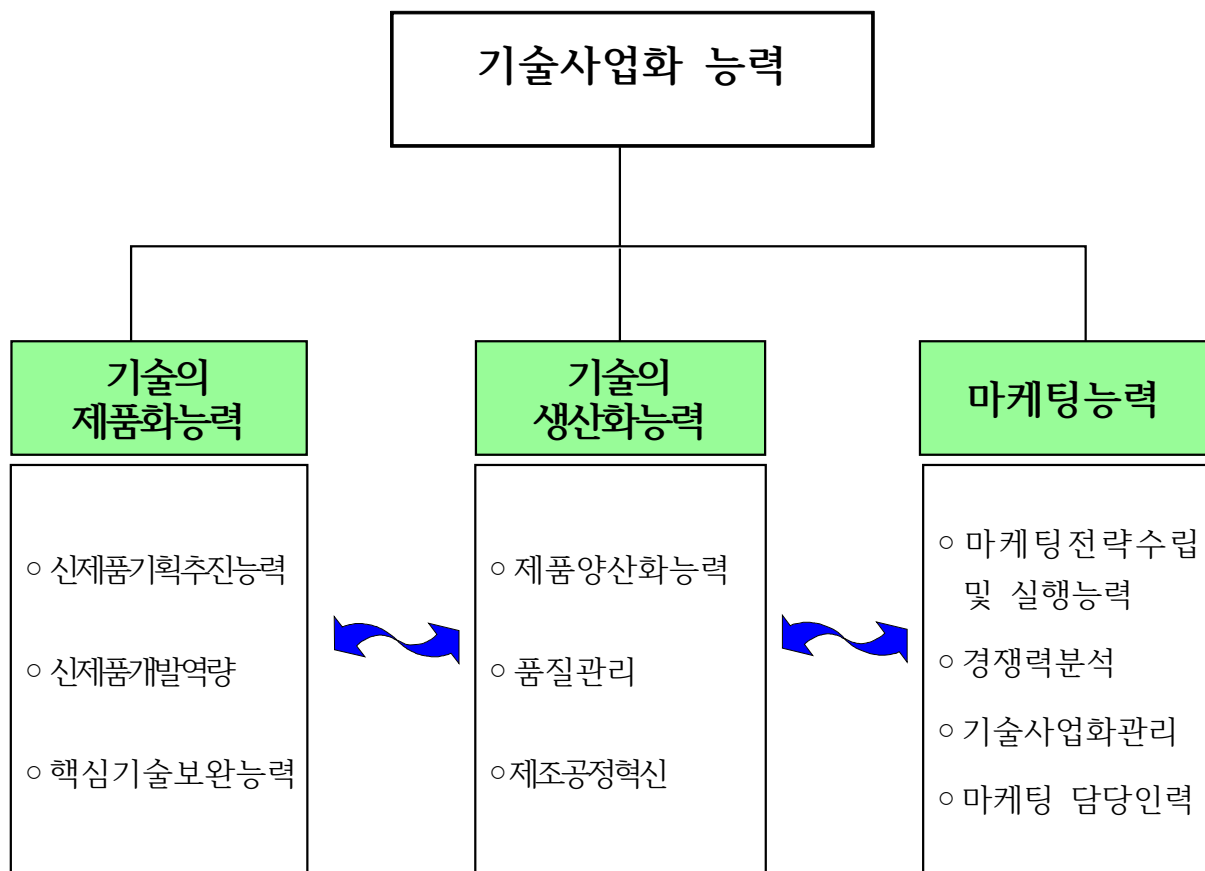 기술사업화 능력
기술의
제품화능력
○ 신제품기획추진능력
○ 신제품개발역량
○ 핵심기술보완능력
기술의
생산화능력
○ 제품양산화능력
○ 품질관리
○ 제조공정혁신
마케팅능력
○ 마케팅전략수립
및 실행능력
○ 경쟁력분석
○ 기술사업화관리
○ 마케팅 담당인력